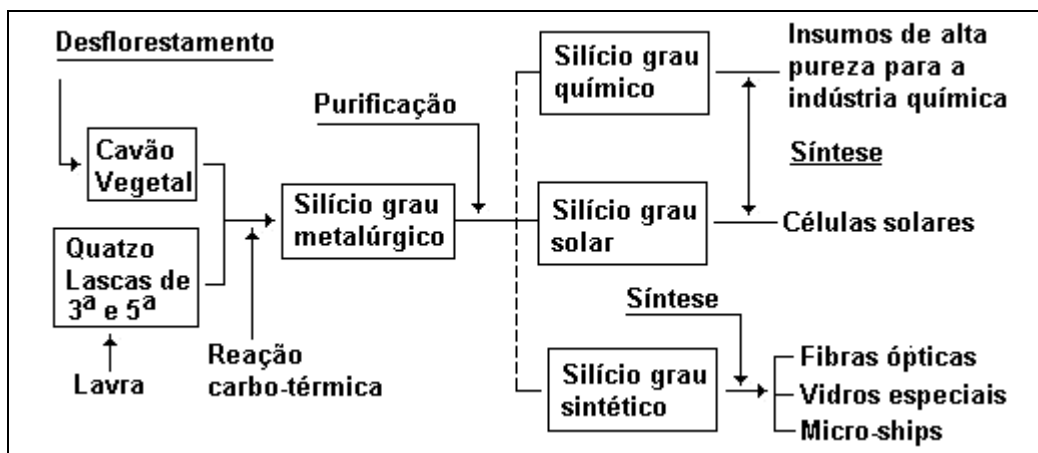 Desflorestamento
Cavão
Vegetal
Quatzo
Lascas de
3ª e 5ª
Lavra
Reação
carbo-térmica
Silício grau
metalúrgico
Purificação
Silício grau
químico
Insumos de alta
pureza para a
indústria química
Síntese
Silício grau
solar
Células solares
Síntese
Silício grau
sintético
Fibras ópticas
Vidros especiais
Micro-ships